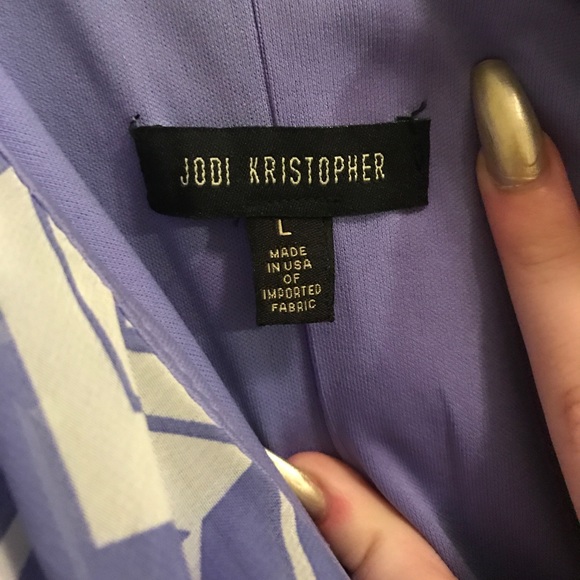 JODI KRISTOPHER
L
MADE
IN USA
OF
IMPORTED
FABRIC